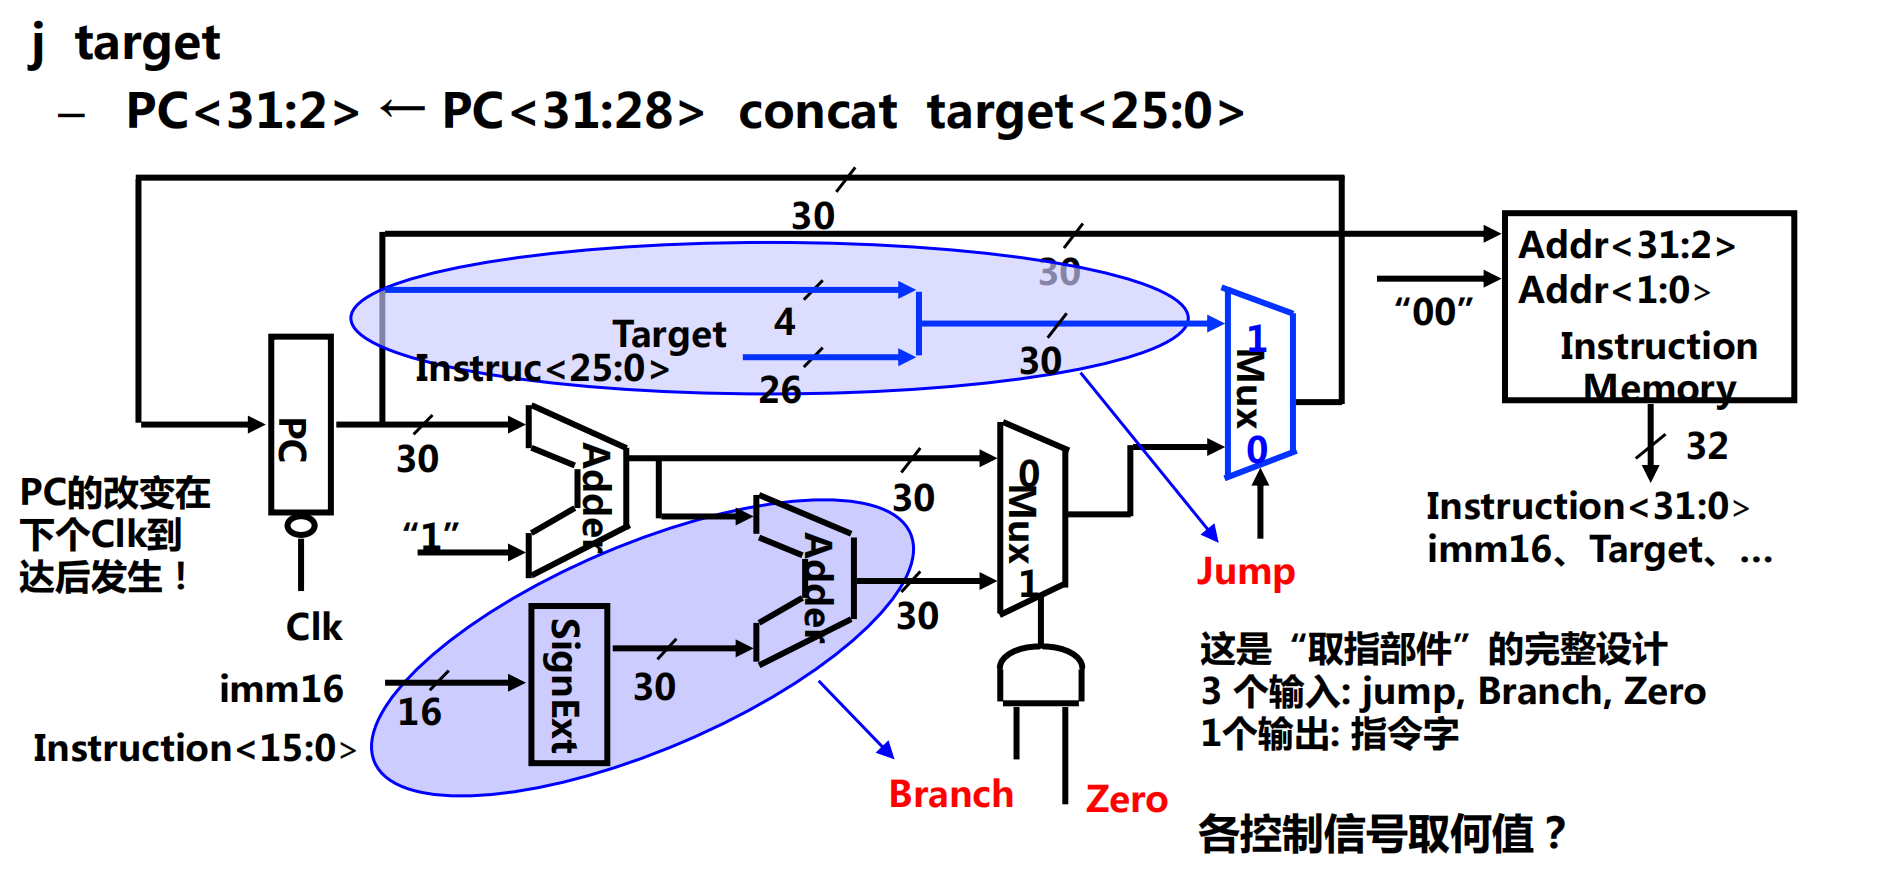 j target
– PC<31:2> ← PC<31:28> concat target<25:0>
30
30
Addr<31:2>
Addr<1:0>
“00”
Instruction
Memory
4
Target
Instruc<25:0>
26
30
1
Mux
0
PC
30
Adder
“1”
30
0
Mux
1
32
Instruction<31:0>
imm16、Target、...
PC的改变在
下个Clk到
达后发生！
Clk
Adder
30
Jump
imm16
16
SignExt
30
Instruction<15:0>
Branch
Zero
这是“取指部件”的完整设计
3 个输入: jump, Branch, Zero
1个输出: 指令字
各控制信号取何值？